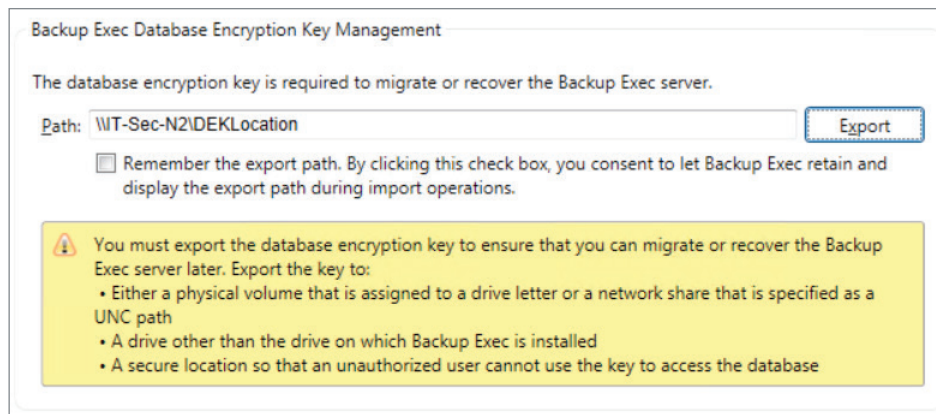 Backup Exec Database Encryption Key Management
The database encryption key is required to migrate or recover the Backup Exec server.
Path: \\IT-Sec-N2\DEKLocation Export
Remember the export path. By clicking this check box, you consent to let Backup Exec retain and
display the export path during import operations.
You must export the database encryption key to ensure that you can migrate or recover the Backup
Exec server later. Export the key to:
• Either a physical volume that is assigned to a drive letter or a network share that is specified as a
UNC path
• A drive other than the drive on which Backup Exec is installed
• A secure location so that an unauthorized user cannot use the key to access the database